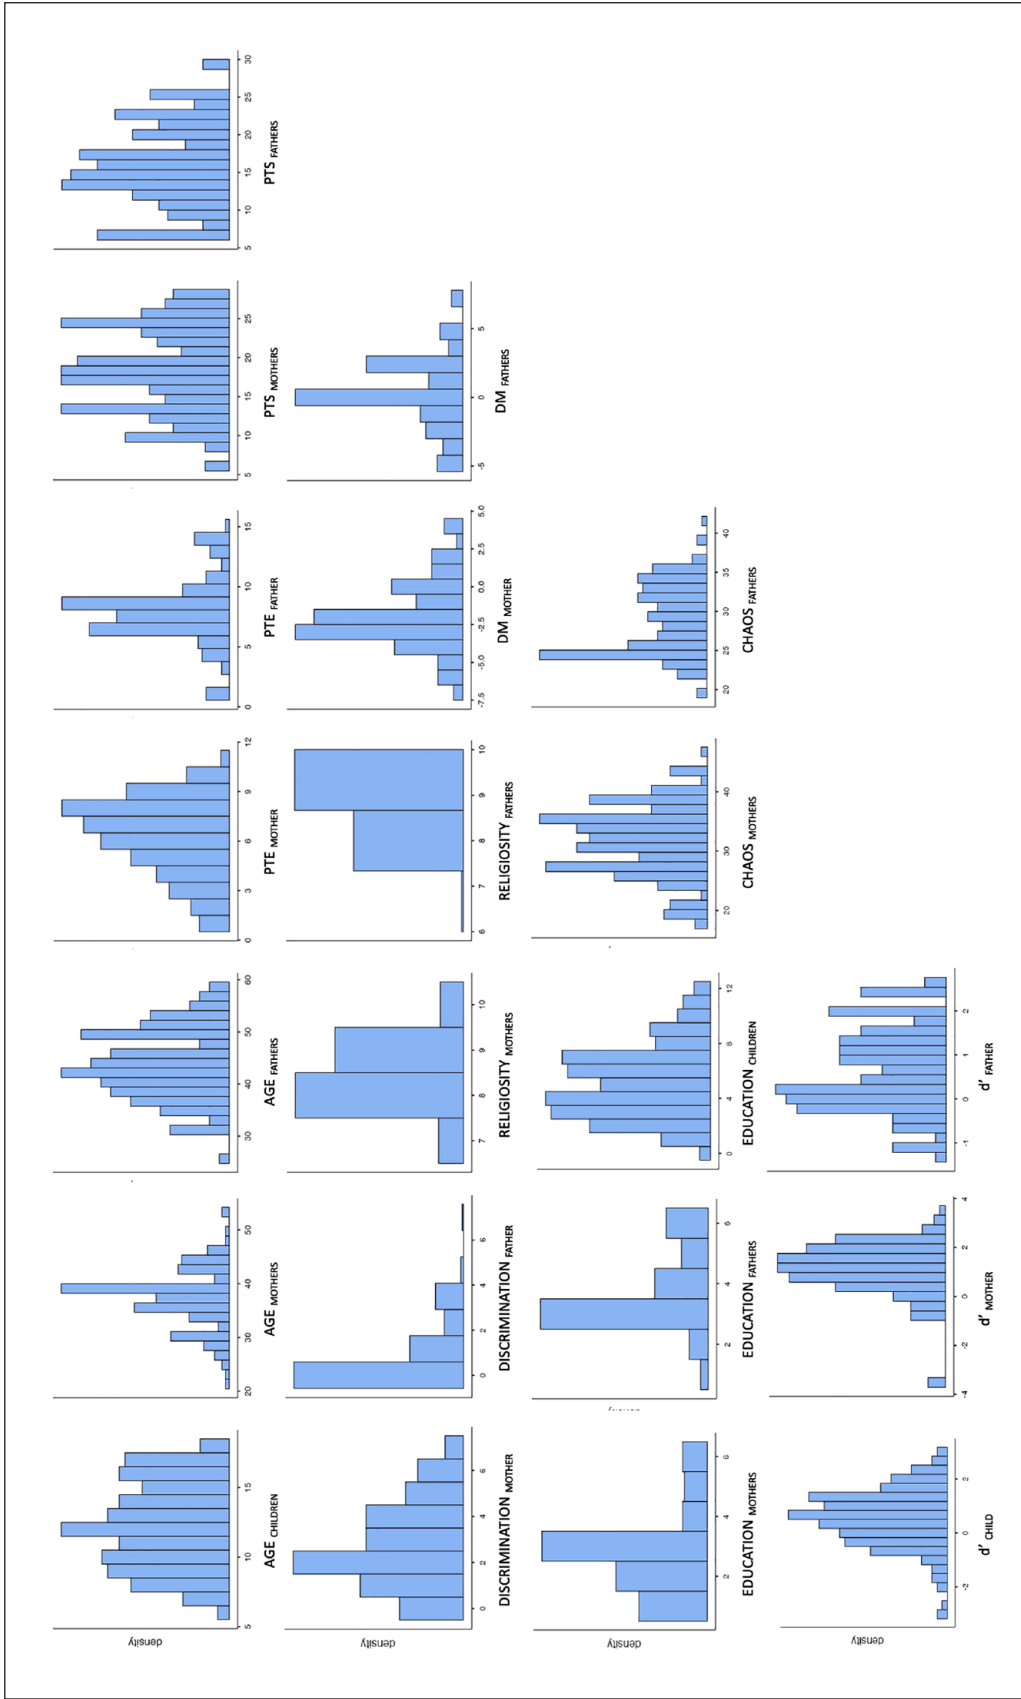 density
5 10 15
AGE CHILDREN
20 30 40 50
AGE MOTHERS
30 40 50 60
AGE FATHERS
0 3 6 9 12
PTE MOTHER
0 5 10 15
PTE FATHER
5 10 15 20 25
PTS MOTHERS
5 10 15 20 25 30
PTS FATHERS
density
0 2 4 6
DISCRIMINATION MOTHER
0 2 4 6
DISCRIMINATION FATHER
7 8 9 10
RELIGIOSITY MOTHERS
6 7 8 9 10
RELIGIOSITY FATHERS
-7.5 -5.0 -2.5 0.0 2.5 5.0
DM MOTHER
-5 0 5
DM FATHERS
density
2 4 6
EDUCATION MOTHERS
2 4 6
EDUCATION FATHERS
0 4 8 12
EDUCATION CHILDREN
20 30 40
CHAOS MOTHERS
20 25 30 35 40
CHAOS FATHERS
density
-2 0 2
d' CHILD
-4 -2 0 2 4
d' MOTHER
-1 0 1 2
d' FATHER